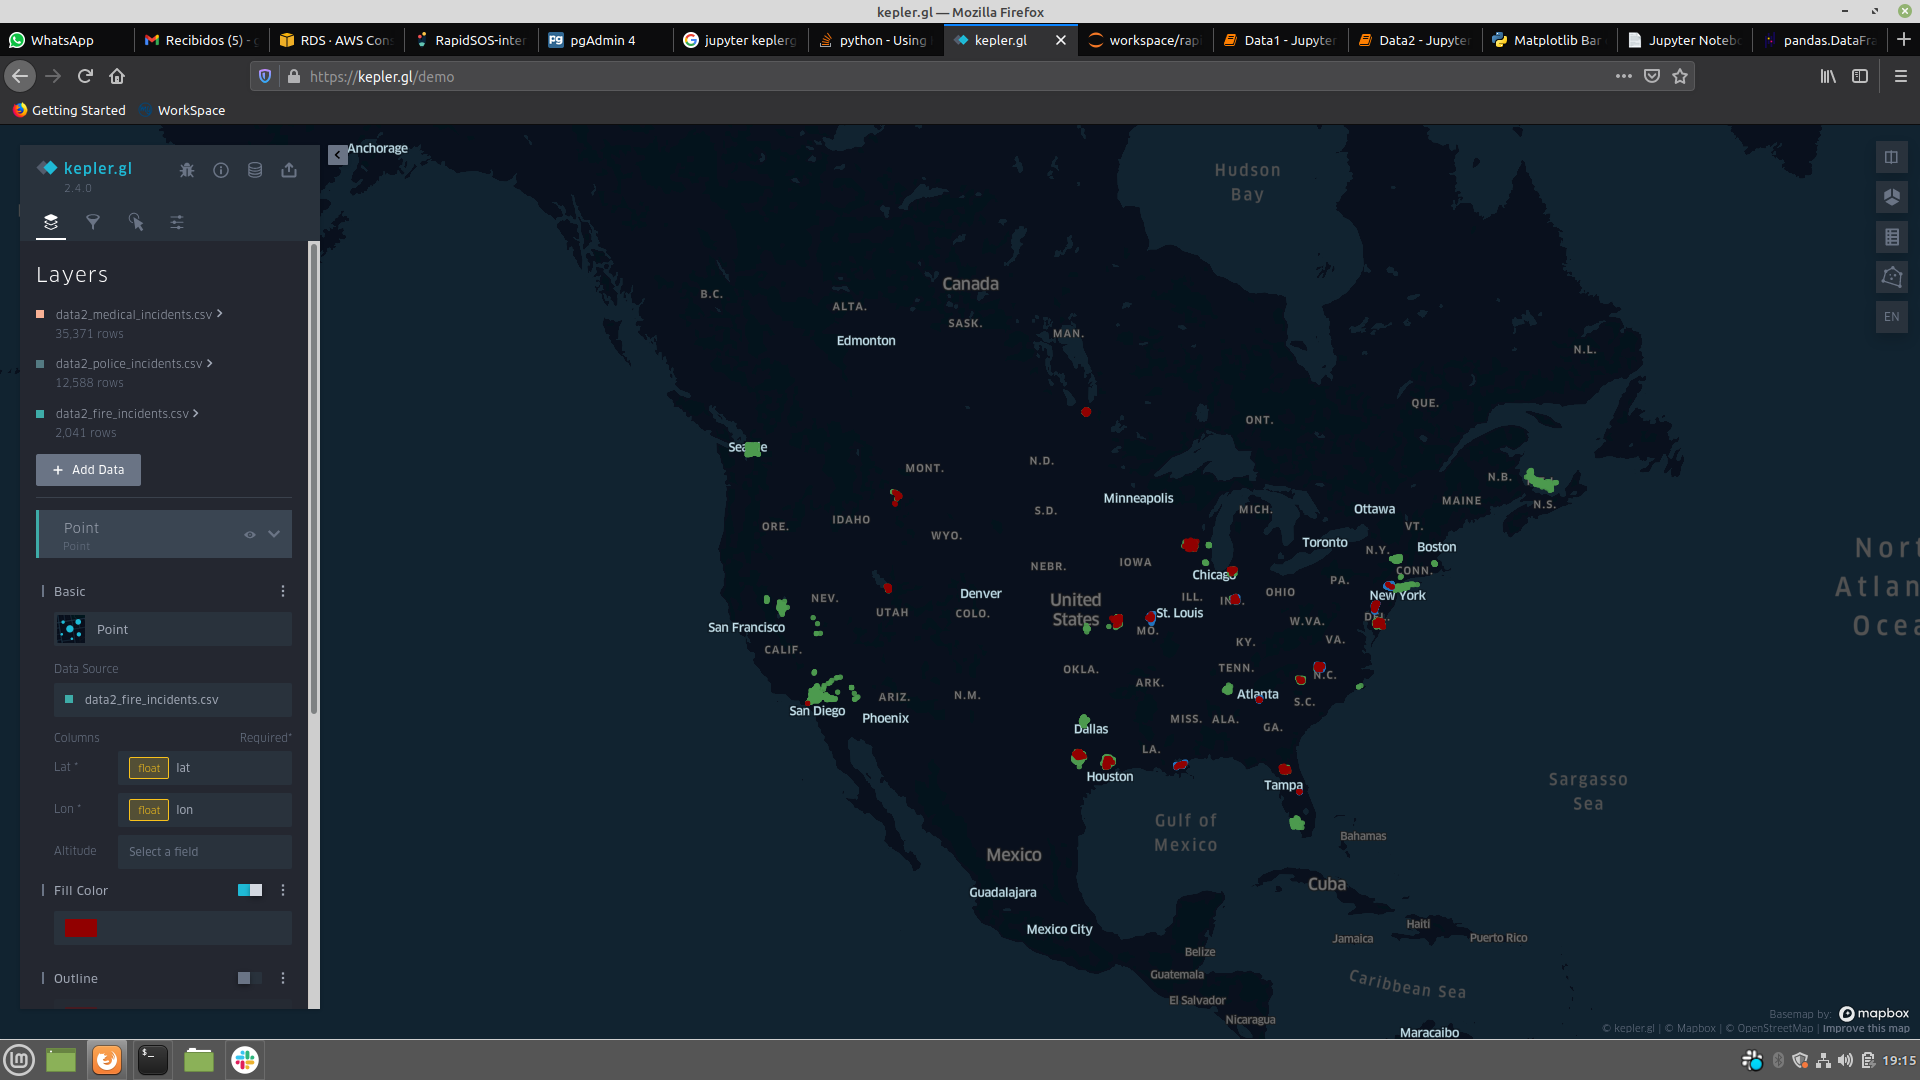 kepler.gl — Mozilla Firefox
WhatsApp
Recibidos (5) - g
RDS · AWS Cons
RapidSOS-inter
pgAdmin 4
jupyter keplerg
python - Using
kepler.gl
workspace/rapi
Data1 - Jupyter
Data2 - Jupyter
Matplotlib Bar
Jupyter Notebo
pandas.DataFra
https://kepler.gl/demo
Getting Started
WorkSpace
kepler.gl
2.4.0
Layers
data2_medical_incidents.csv
35,371 rows
data2_police_incidents.csv
12,588 rows
data2_fire_incidents.csv
2,041 rows
+ Add Data
Point
Point
Basic
Point
Data Source
data2_fire_incidents.csv
Columns Required*
Lat * float lat
Lon * float lon
Altitude Select a field
Fill Color
Outline
Anchorage
Hudson
Bay
Canada
B.C.
ALTA.
SASK.
MAN.
Edmonton
N.L.
QUE.
ONT.
MONT.
N.D.
N.B.
N.S.
MAINE
Minneapolis
Ottawa
MICH.
S.D.
IDAHO
ORE.
WYO.
VT.
Toronto
N.Y.
Boston
IOWA
NEBR.
Chicago
CONN.
PA.
OHIO
New York
Denver
NEV.
UTAH
COLO.
United
States
ILL.
St. Louis
San Francisco
MO.
W.VA.
VA.
KY.
CALIF.
OKLA.
TENN.
N.C.
ARK.
ARIZ.
N.M.
Atlanta
S.C.
San Diego
Phoenix
MISS.
ALA.
GA.
Dallas
LA.
Houston
Tampa
Gulf of
Mexico
Bahamas
Sargasso
Sea
Nort
Atlan
Ocea
Mexico
Guadalajara
Mexico City
Cuba
Haiti
Jamaica
Puerto Rico
Belize
Guatemala
El Salvador
Nicaragua
Caribbean Sea
Maracaibo
EN
Basemap by: mapbox
© kepler.gl | © Mapbox | © OpenStreetMap | Improve this map
19:15